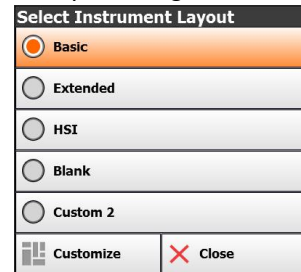 Select Instrument Layout
Basic
Extended
HSI
Blank
Custom 2
Customize
Close